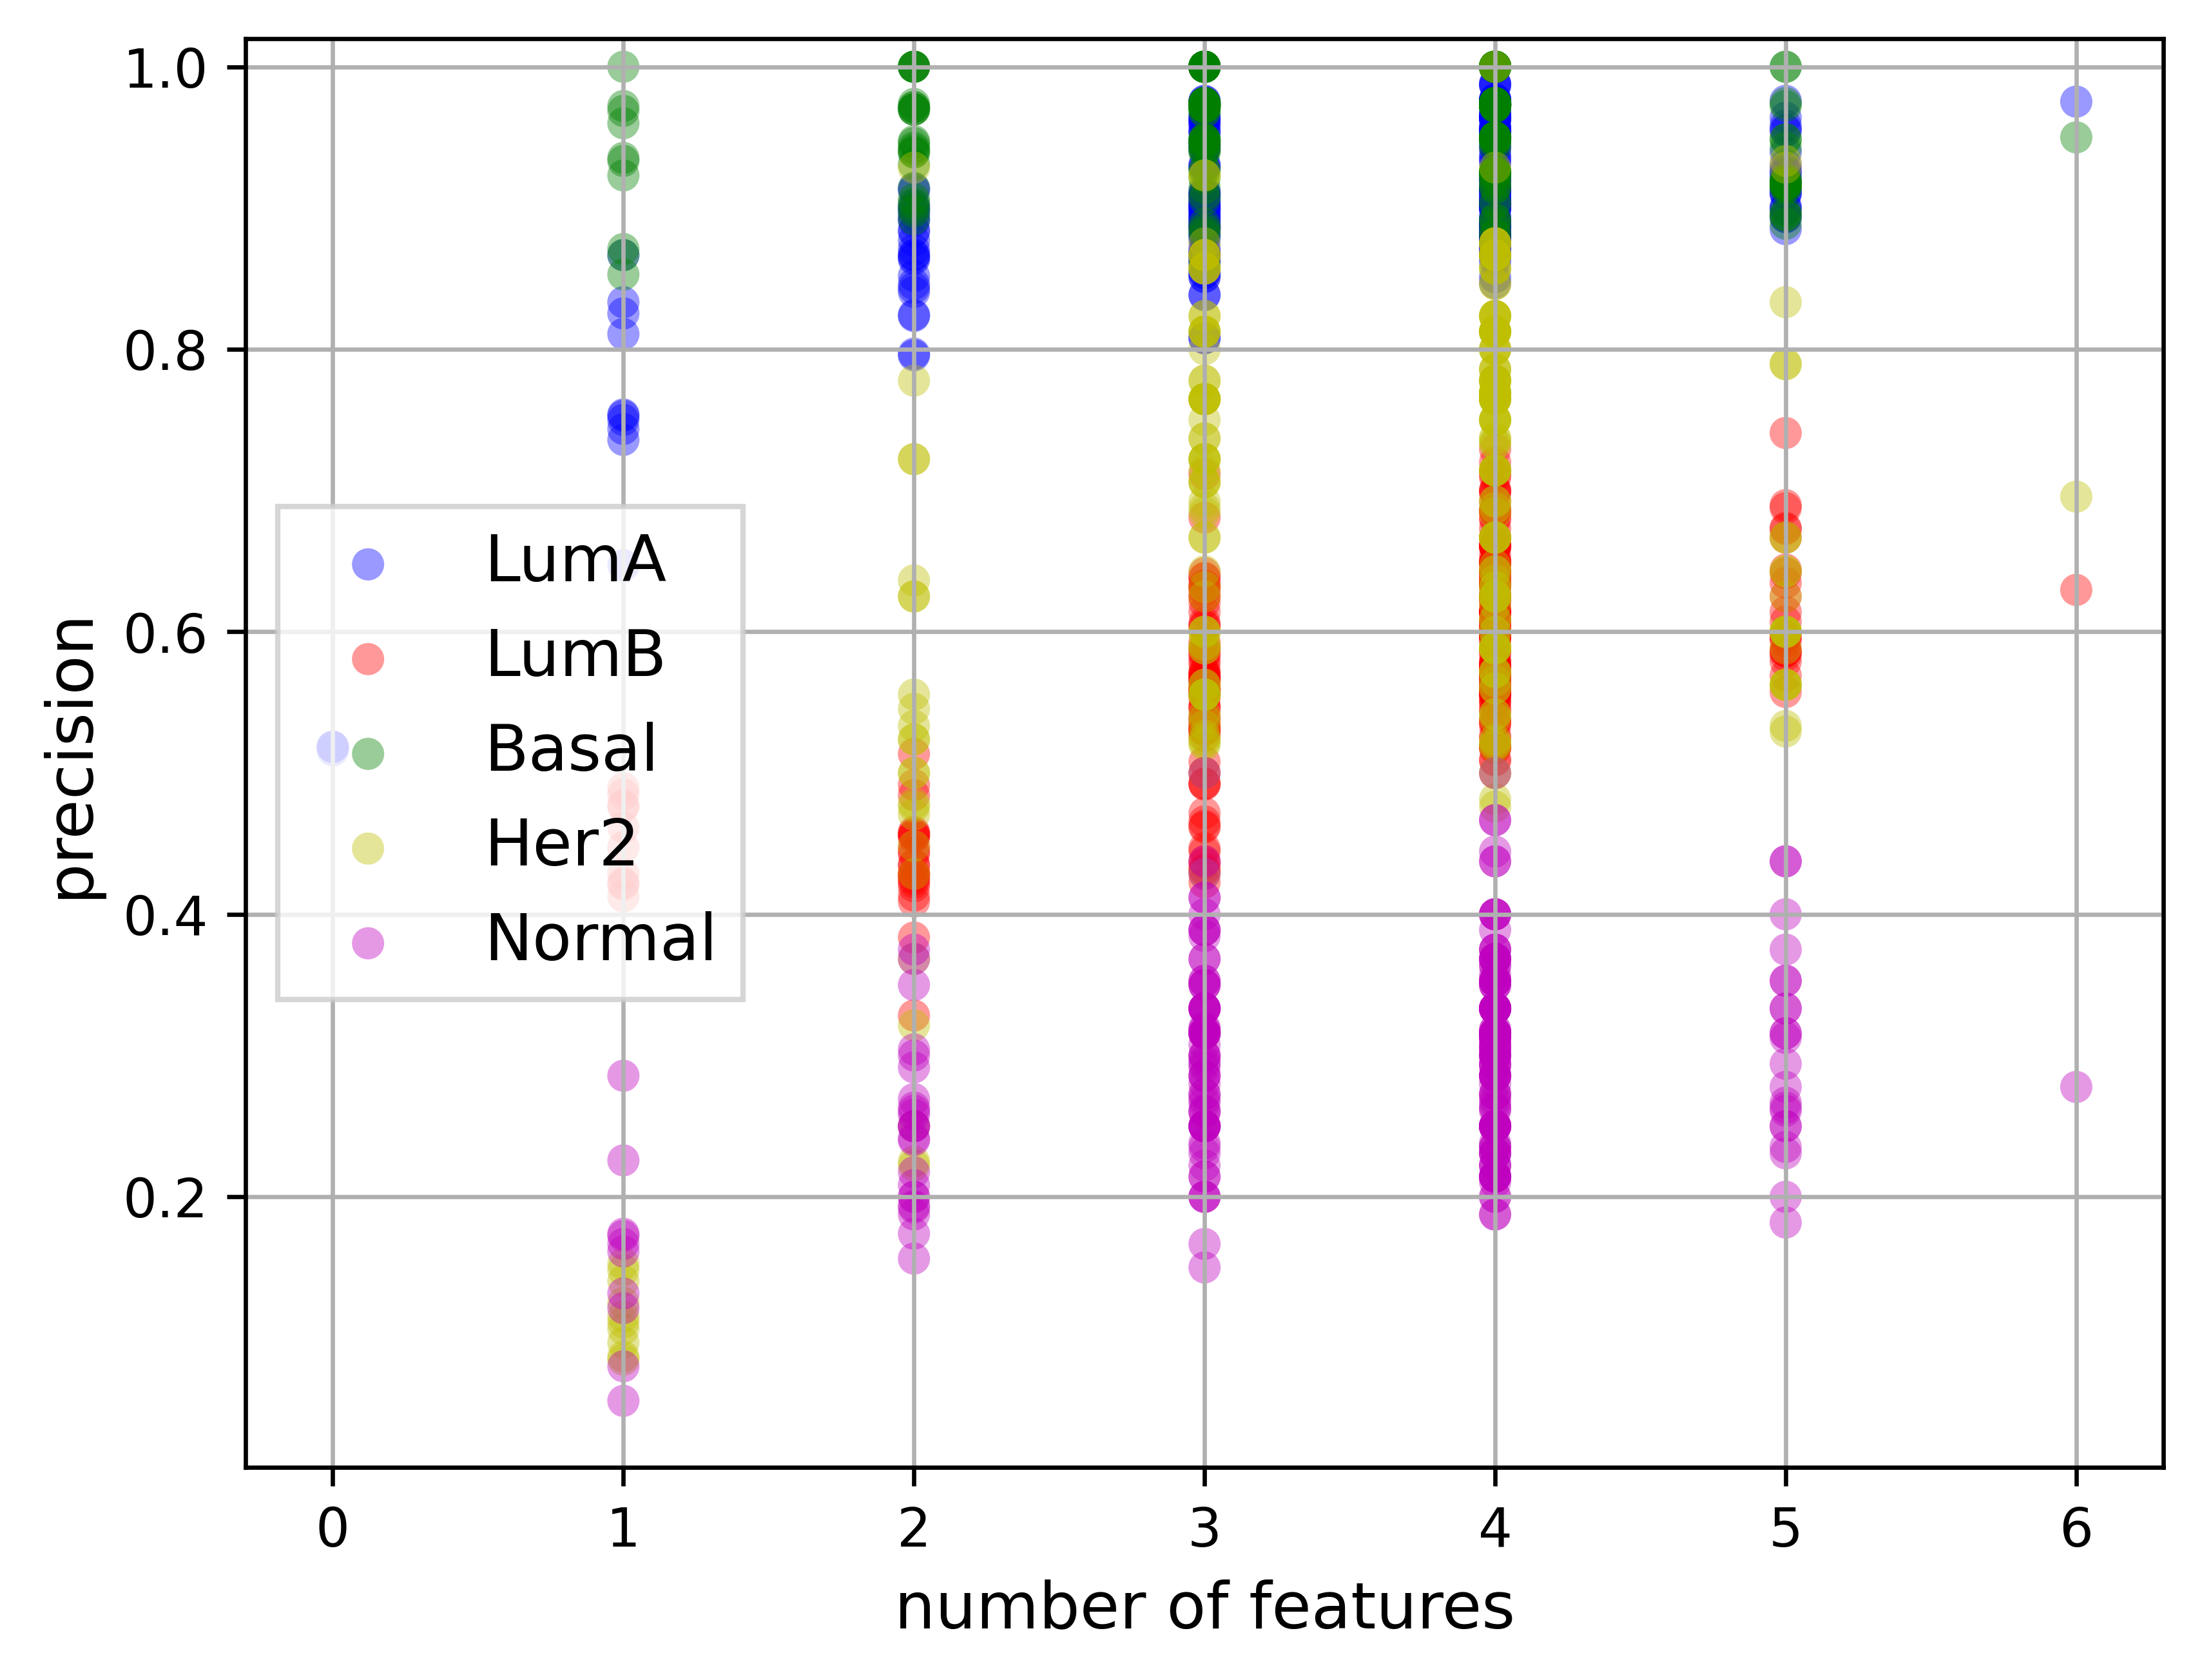 1.0
0.8
0.6
0.4
0.2
precision
LumA
LumB
Basal
Her2
Normal
0 1 2 3 4 5 6
number of features